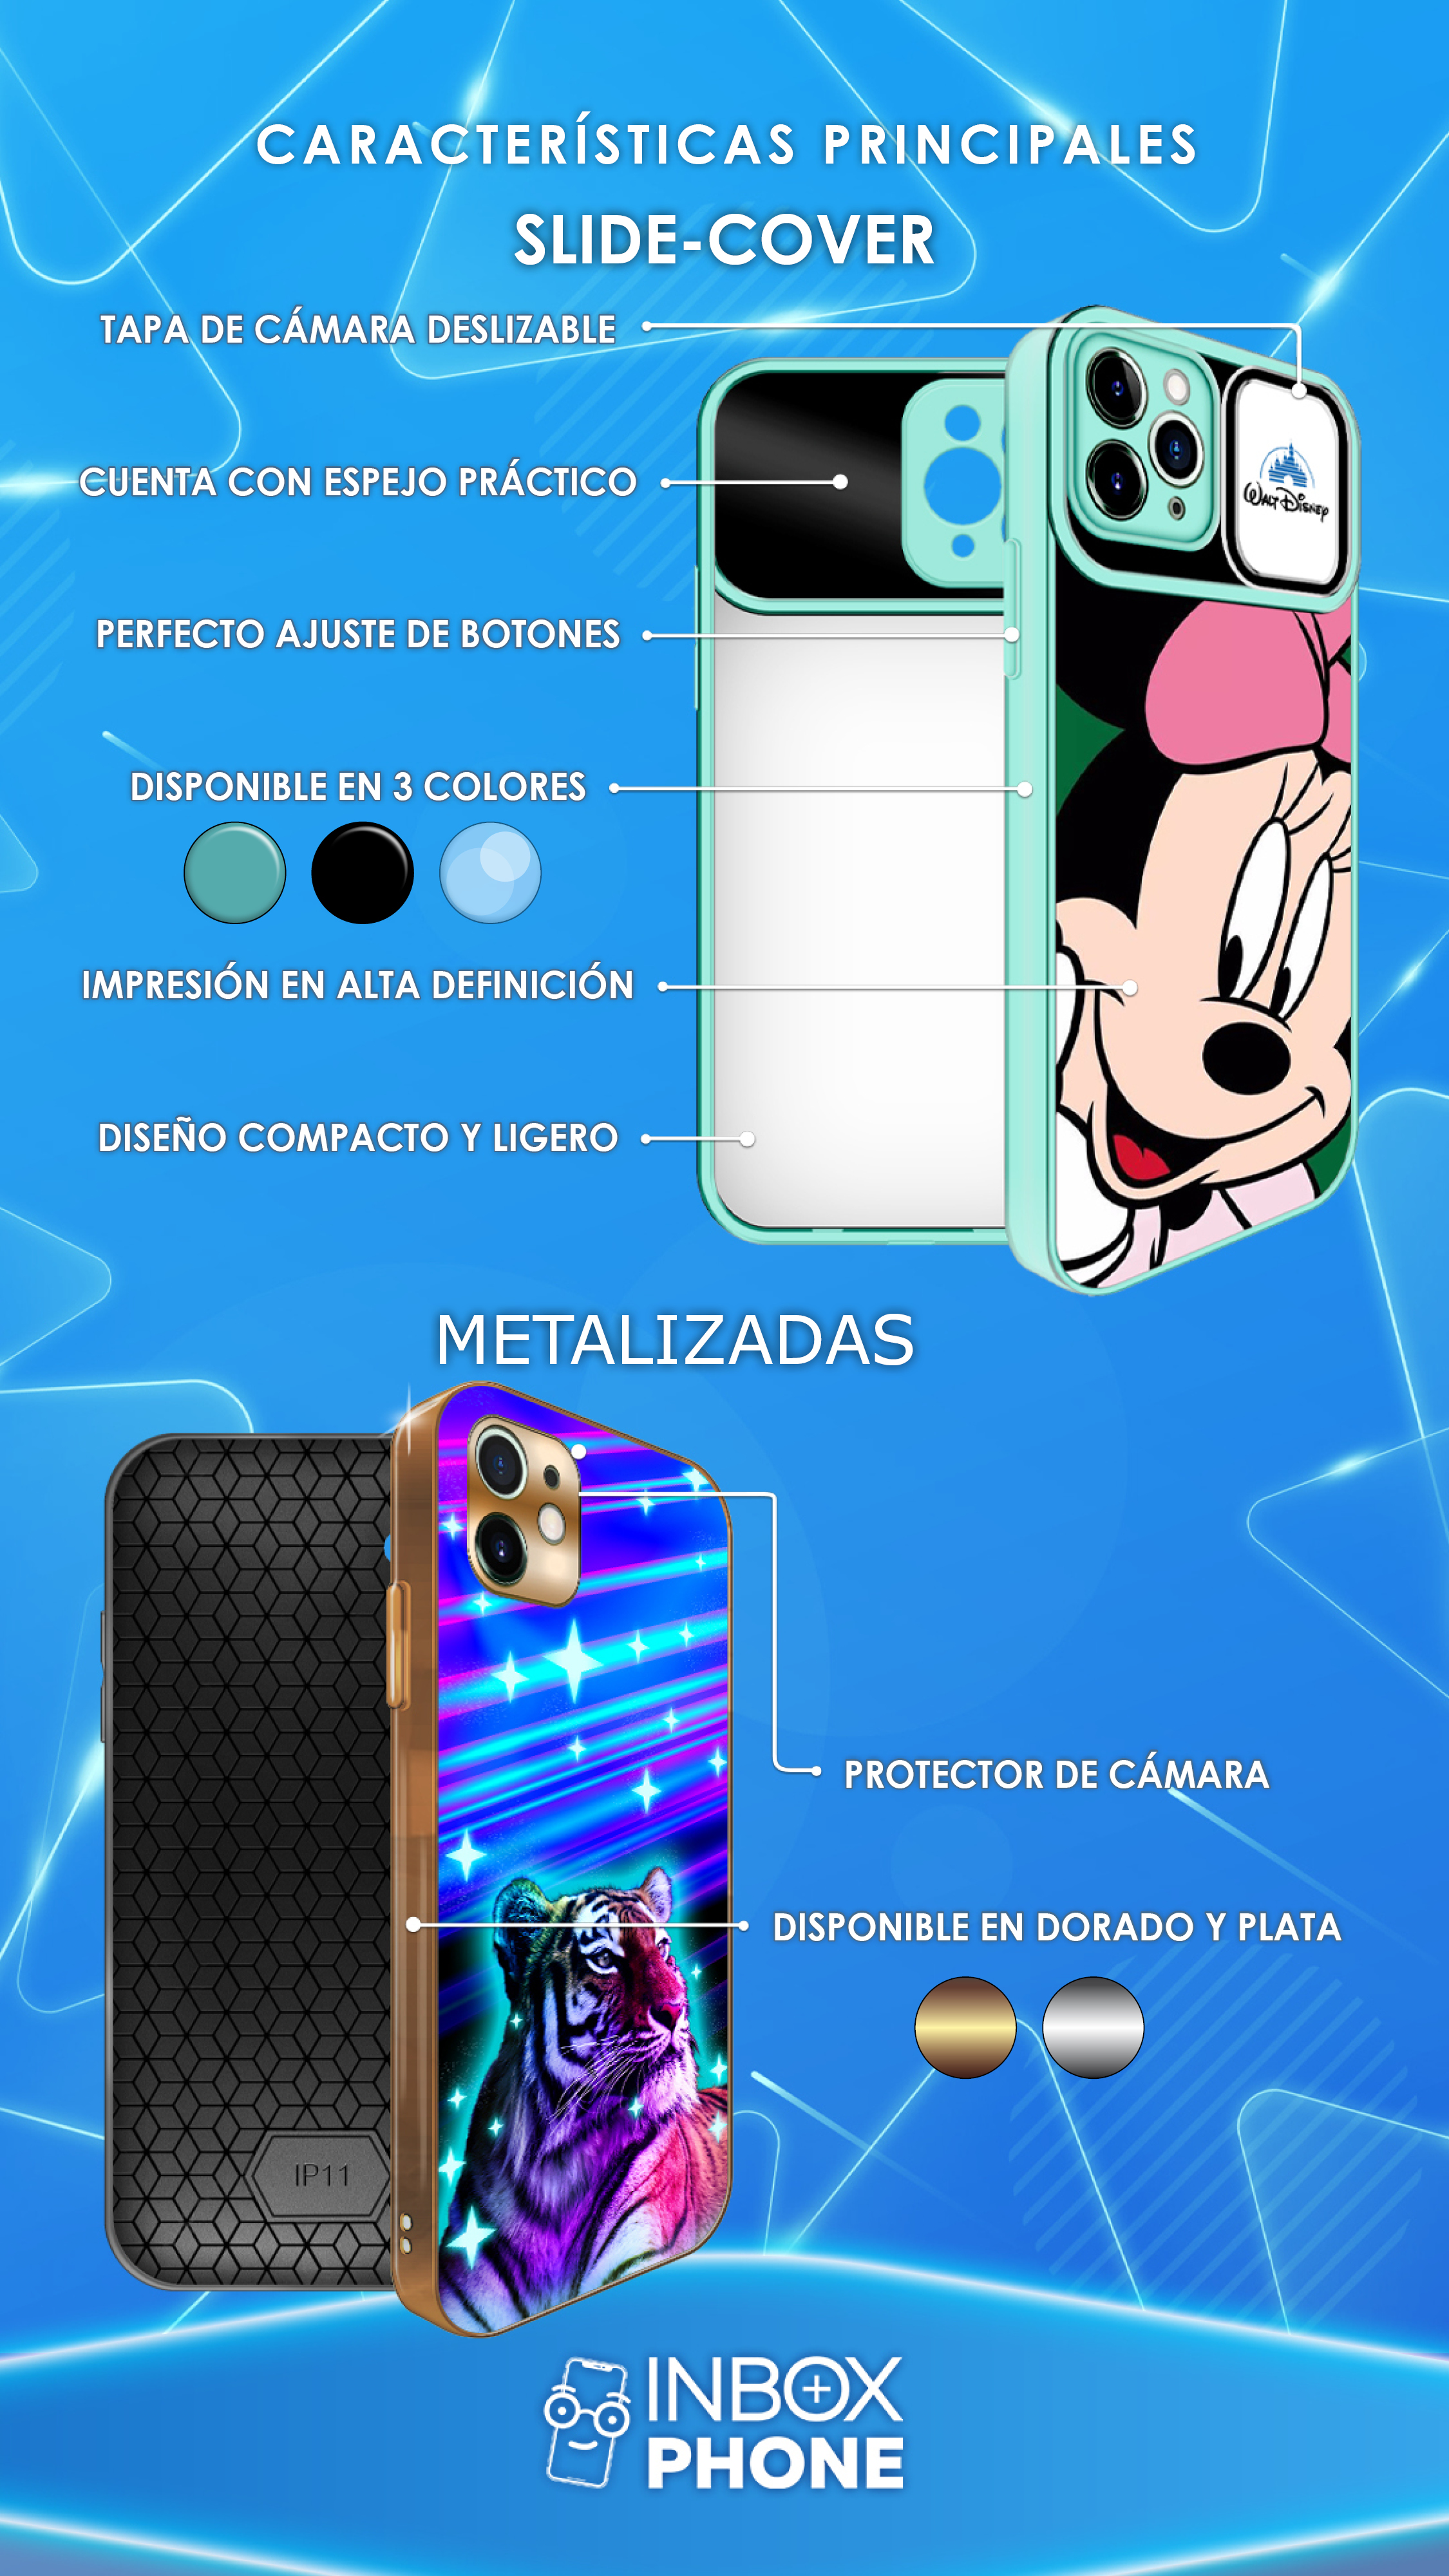 CARACTERÍSTICAS PRINCIPALES
SLIDE-COVER
TAPA DE CÁMARA DESLIZABLE
CUENTA CON ESPEJO PRÁCTICO
WALT DISNEY
PERFECTO AJUSTE DE BOTONES
DISPONIBLE EN 3 COLORES
IMPRESIÓN EN ALTA DEFINICIÓN
DISEÑO COMPACTO Y LIGERO
METALIZADAS
PROTECTOR DE CÁMARA
DISPONIBLE EN DORADO Y PLATA
IP11
INBOX
PHONE